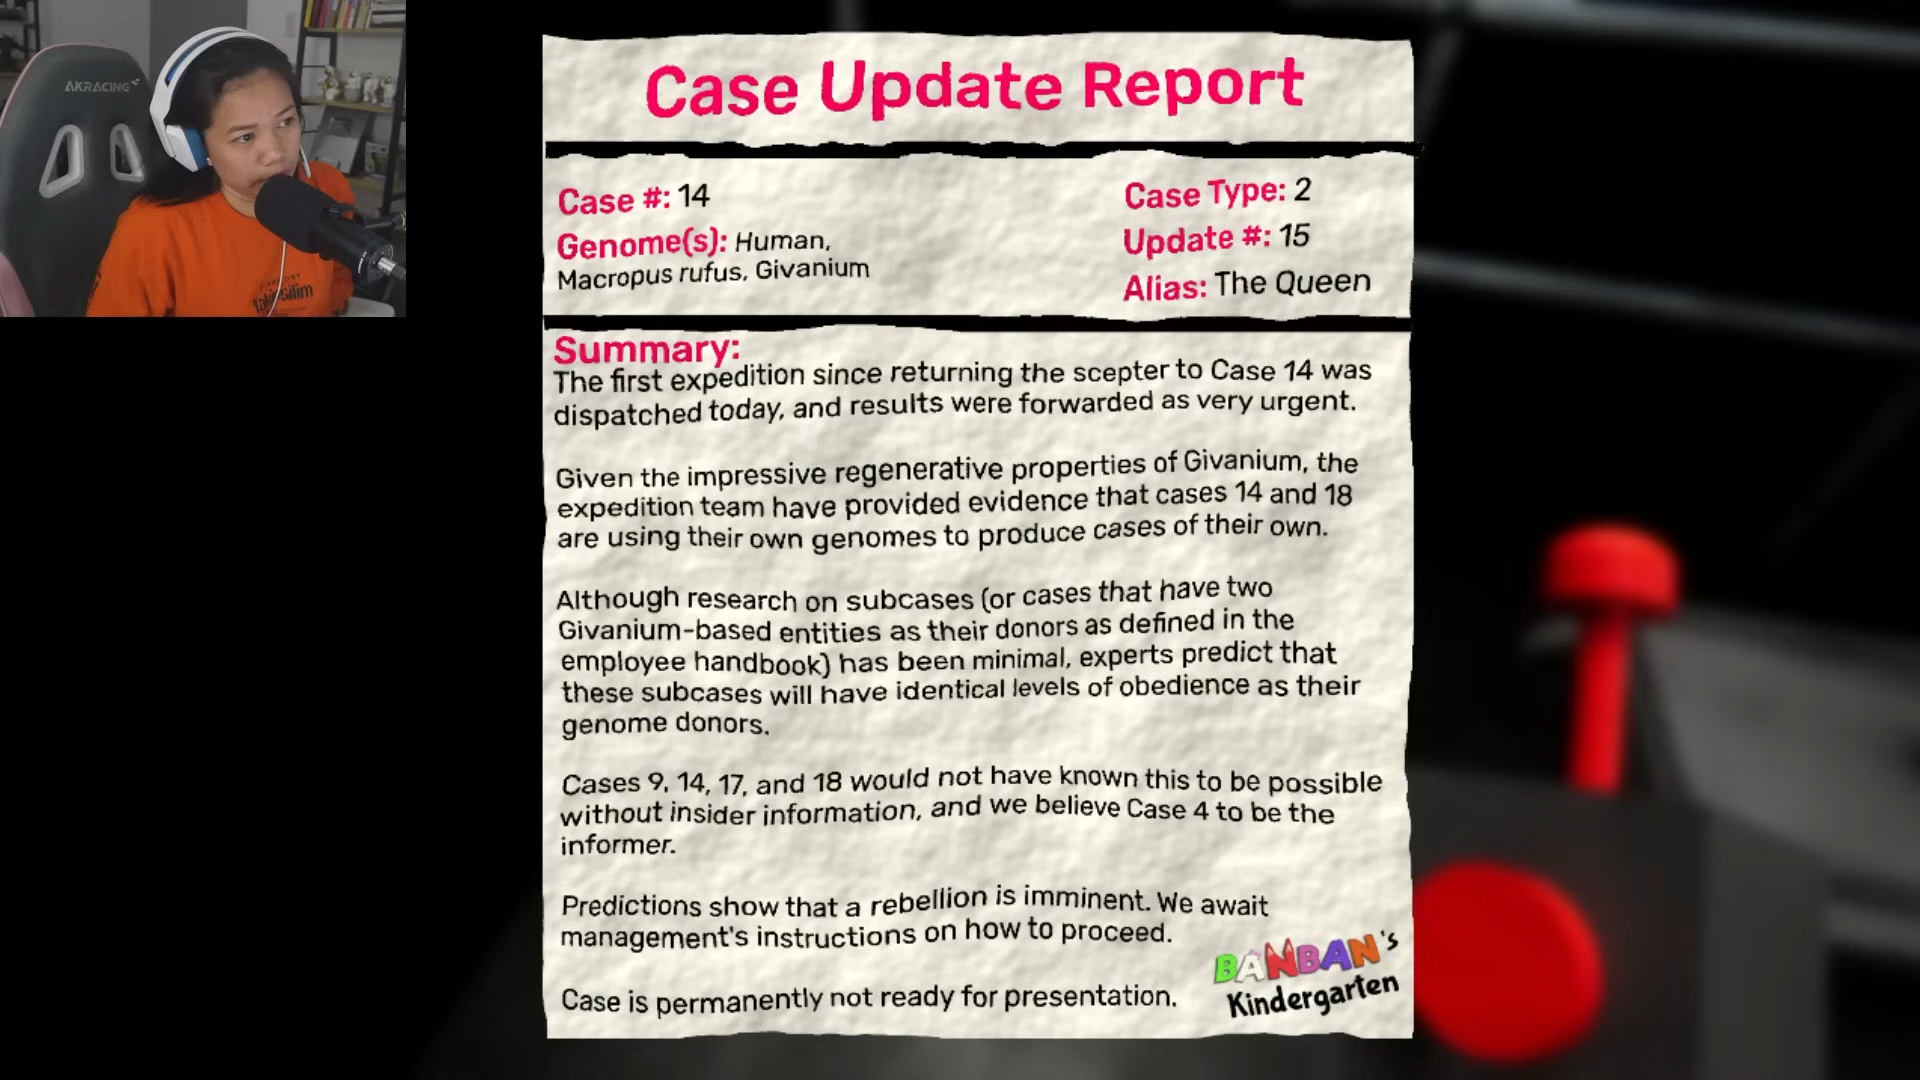 AKRACING
Case Update Report
Case #: 14
Genome(s): Human,
Macropus rufus, Givanium
Case Type: 2
Update #: 15
Alias: The Queen
Summary:
The first expedition since returning the scepter to Case 14 was
dispatched today, and results were forwarded as very urgent.
Given the impressive regenerative properties of Givanium, the
expedition team have provided evidence that cases 14 and 18
are using their own genomes to produce cases of their own.
Although research on subcases (or cases that have two
Givanium-based entities as their donors as defined in the
employee handbook) has been minimal, experts predict that
these subcases will have identical levels of obedience as their
genome donors.
Cases 9, 14, 17, and 18 would not have known this to be possible
without insider information, and we believe Case 4 to be the
informer.
Predictions show that a rebellion is imminent. We await
management's instructions on how to proceed.
Case is permanently not ready for presentation.
BANBAN's
Kindergarten